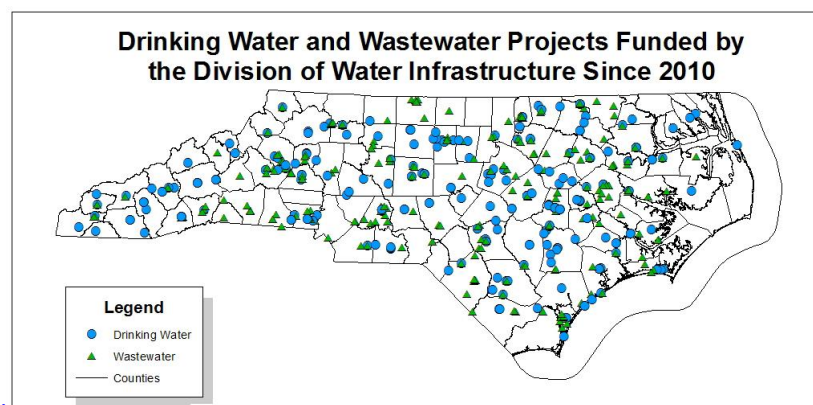 Drinking Water and Wastewater Projects Funded by
the Division of Water Infrastructure Since 2010
Legend
Drinking Water
Wastewater
Counties